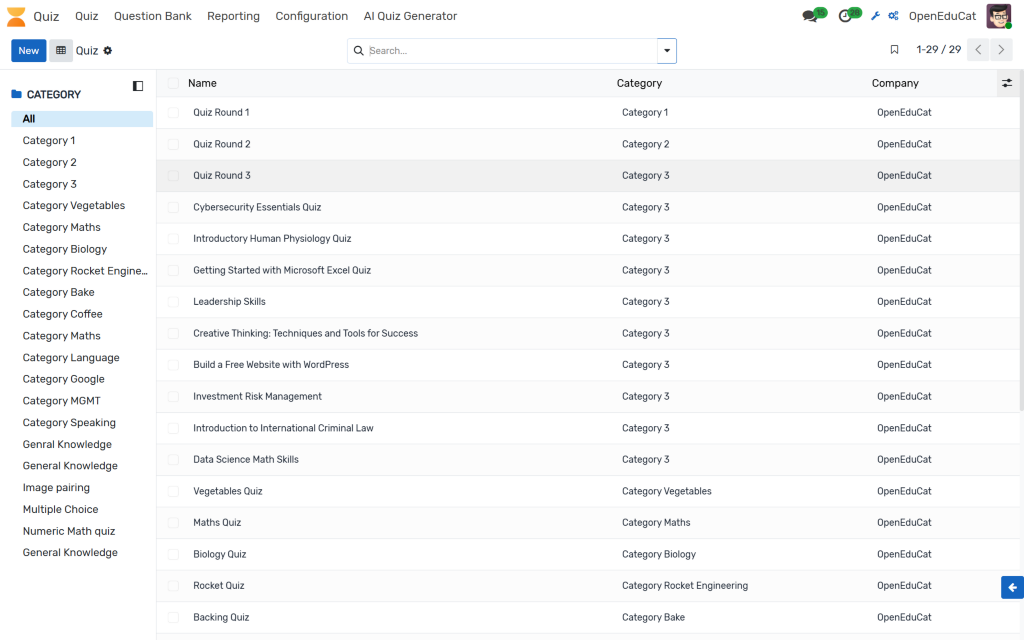 Quiz Quiz Question Bank Reporting Configuration AI Quiz Generator 15 28 OpenEduCat
New Quiz Search... 1-29 / 29
CATEGORY
All
Category 1
Category 2
Category 3
Category Vegetables
Category Maths
Category Biology
Category Rocket Engine...
Category Bake
Category Coffee
Category Maths
Category Language
Category Google
Category MGMT
Category Speaking
Genral Knowledge
General Knowledge
Image pairing
Multiple Choice
Numeric Math quiz
General Knowledge
Name Category Company
Quiz Round 1 Category 1 OpenEduCat
Quiz Round 2 Category 2 OpenEduCat
Quiz Round 3 Category 3 OpenEduCat
Cybersecurity Essentials Quiz Category 3 OpenEduCat
Introductory Human Physiology Quiz Category 3 OpenEduCat
Getting Started with Microsoft Excel Quiz Category 3 OpenEduCat
Leadership Skills Category 3 OpenEduCat
Creative Thinking: Techniques and Tools for Success Category 3 OpenEduCat
Build a Free Website with WordPress Category 3 OpenEduCat
Investment Risk Management Category 3 OpenEduCat
Introduction to International Criminal Law Category 3 OpenEduCat
Data Science Math Skills Category 3 OpenEduCat
Vegetables Quiz Category Vegetables OpenEduCat
Maths Quiz Category Maths OpenEduCat
Biology Quiz Category Biology OpenEduCat
Rocket Quiz Category Rocket Engineering OpenEduCat
Backing Quiz Category Bake OpenEduCat